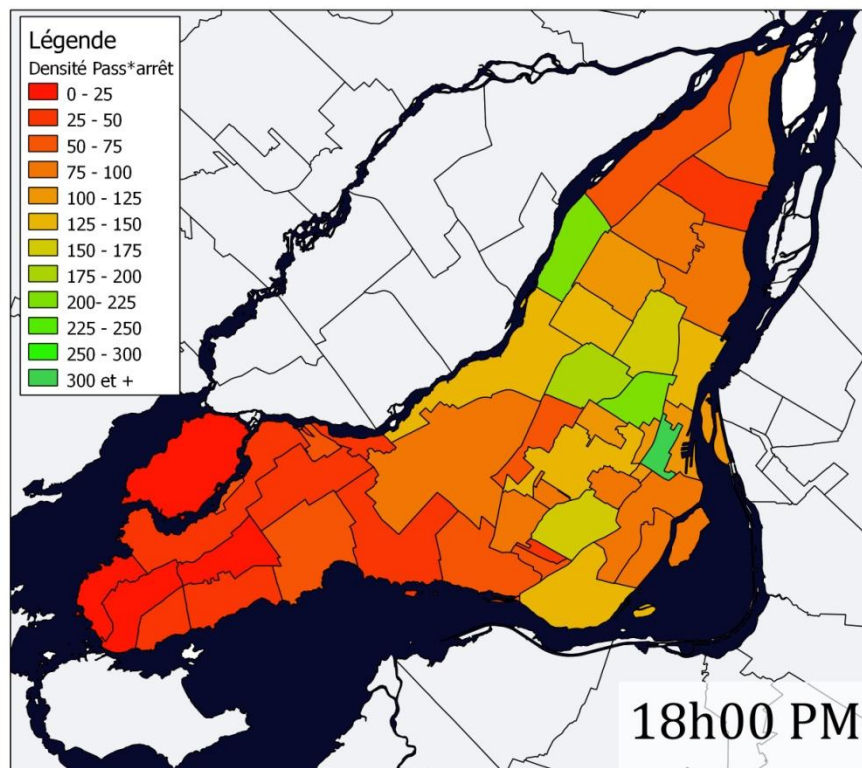 Légende
Densité Pass*arrêt
0 - 25
25 - 50
50 - 75
75 - 100
100 - 125
125 - 150
150 - 175
175 - 200
200- 225
225 - 250
250 - 300
300 et +
18h00 PM